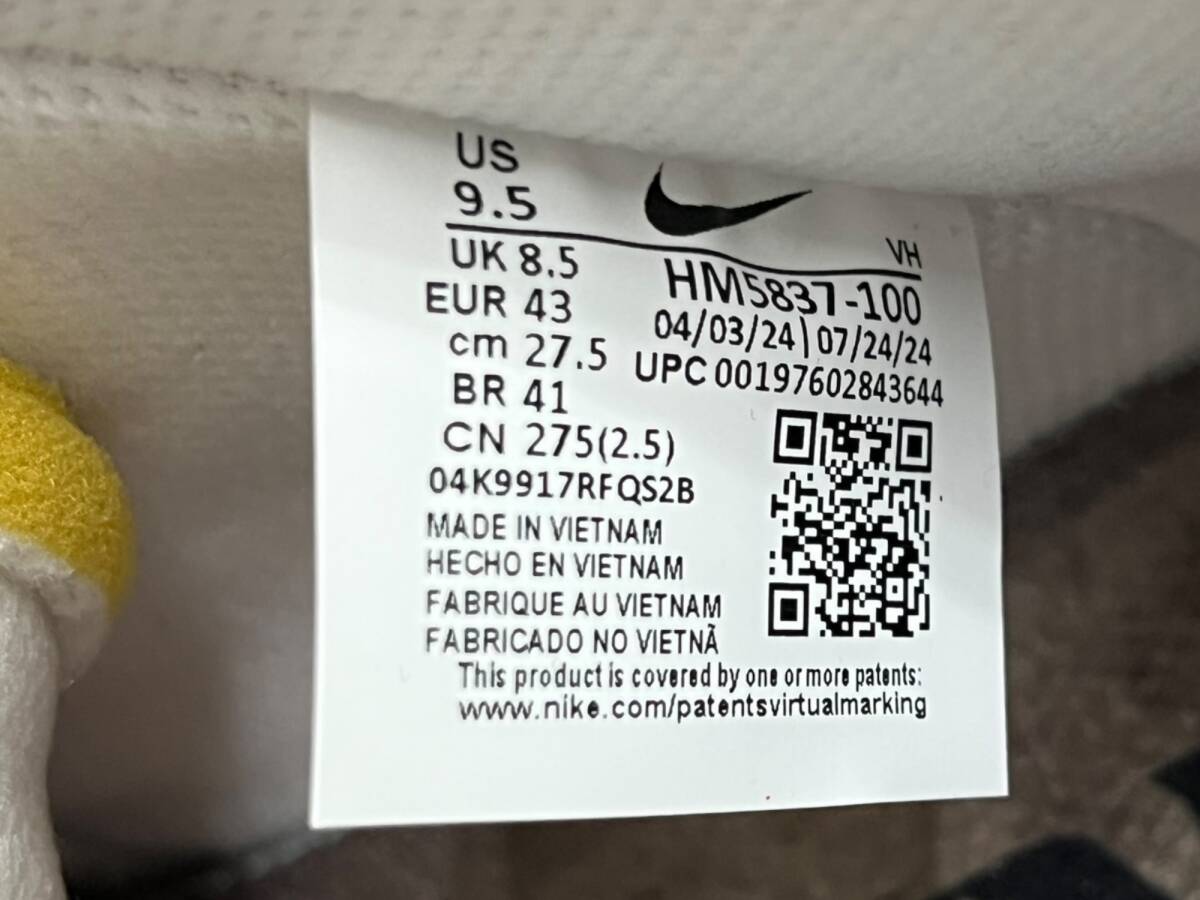 US
9.5
VH
UK 8.5
HM5837-100
EUR 43
04/03/24|07/24/24
cm 27.5
UPC 00197602843644
BR 41
CN 275(2.5)
04K9917RFQS2B
MADE IN VIETNAM
HECHO EN VIETNAM
FABRIQUE AU VIETNAM
FABRICADO NO VIETNÃ
This product is covered by one or more patents:
www.nike.com/patentsvirtualmarking